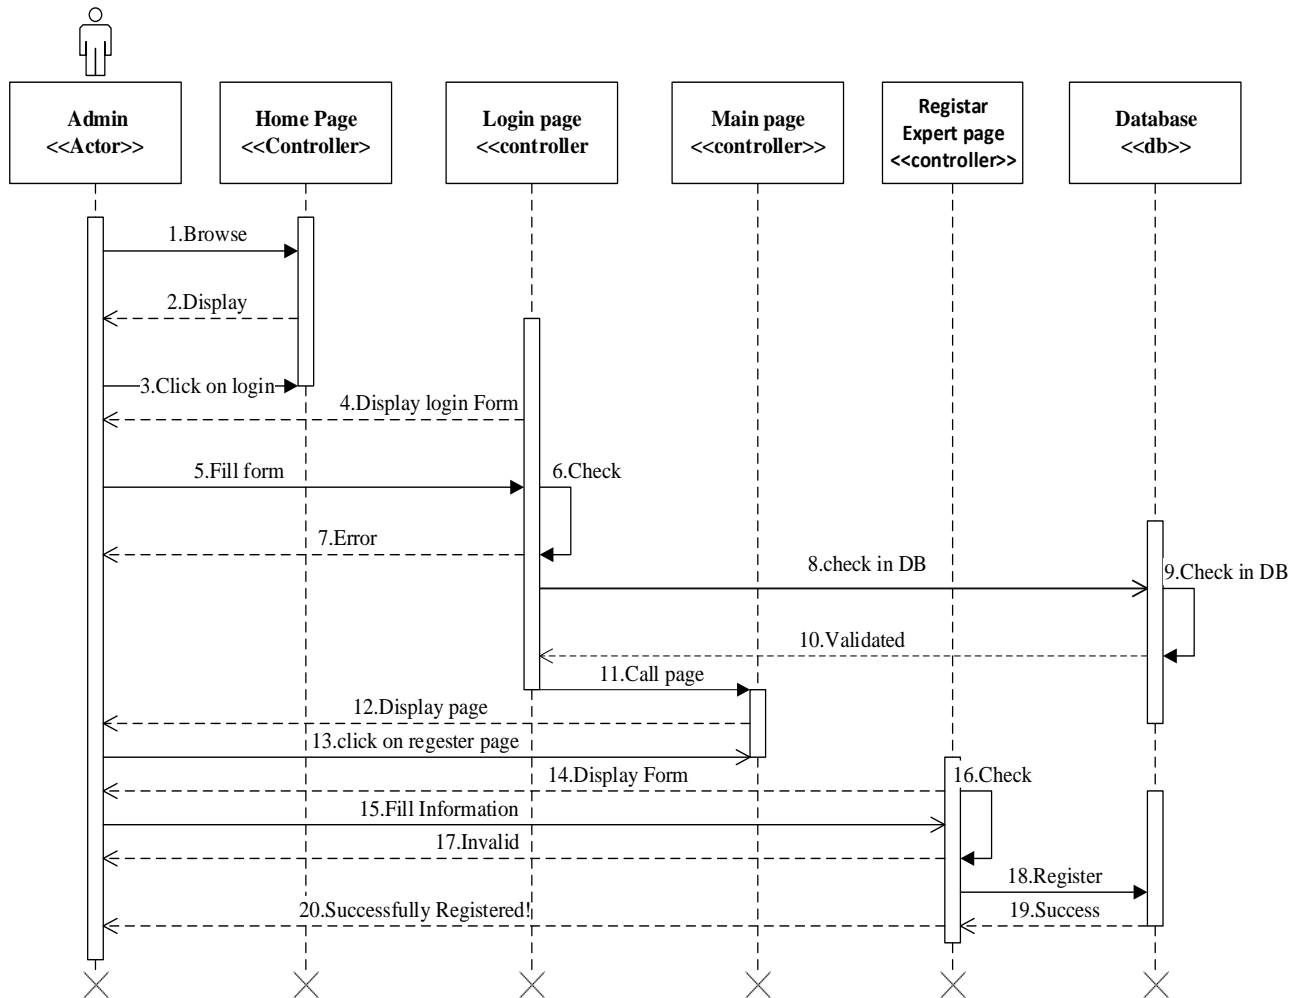 Admin
<<Actor>>
Home Page
<<Controller>
Login page
<<controller
Main page
<<controller>>
Registar
Expert page
<<controller>>
Database
<<db>>
1.Browse
2.Display
3.Click on login
4.Display login Form
5.Fill form
6.Check
7.Error
8.check in DB
9.Check in DB
10.Validated
11.Call page
12.Display page
13.click on regester page
14.Display Form
16.Check
15.Fill Information
17.Invalid
18.Register
20.Successfully Registered!
19.Success